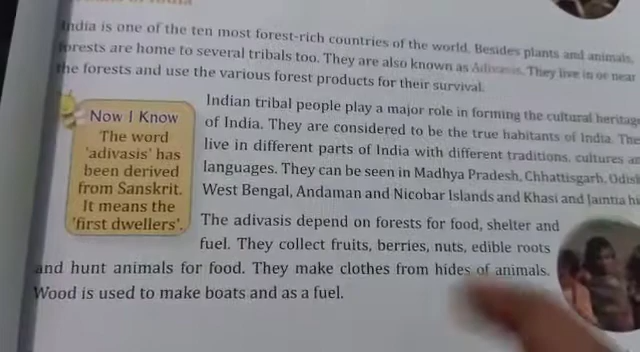 India is one of the ten most forest-rich countries of the world. Besides plants and animals,
forests are home to several tribals too. They are also known as Adivasis. They live in or near
the forests and use the various forest products for their survival.
Now I Know
The word
'adivasis' has
been derived
from Sanskrit.
It means the
'first dwellers'.
Indian tribal people play a major role in forming the cultural heritage
of India. They are considered to be the true habitants of India. The
live in different parts of India with different traditions, cultures
languages. They can be seen in Madhya Pradesh, Chhattisgarh,
West Bengal, Andaman and Nicobar Islands and Khasi and Jaintia
The adivasis depend on forests for food, shelter and
fuel. They collect fruits, berries, nuts, edible roots
and hunt animals for food. They make clothes from hides of animals.
Wood is used to make boats and as a fuel.